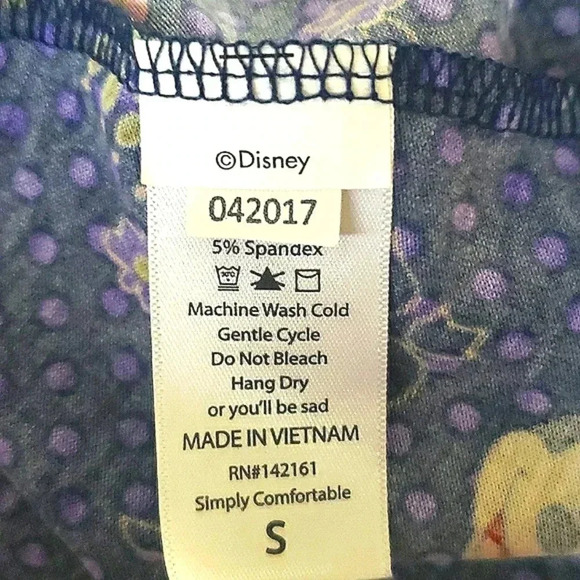 ©Disney
042017
5% Spandex
30°C
Machine Wash Cold
Gentle Cycle
Do Not Bleach
Hang Dry
or you'll be sad
MADE IN VIETNAM
RN#142161
Simply Comfortable
S